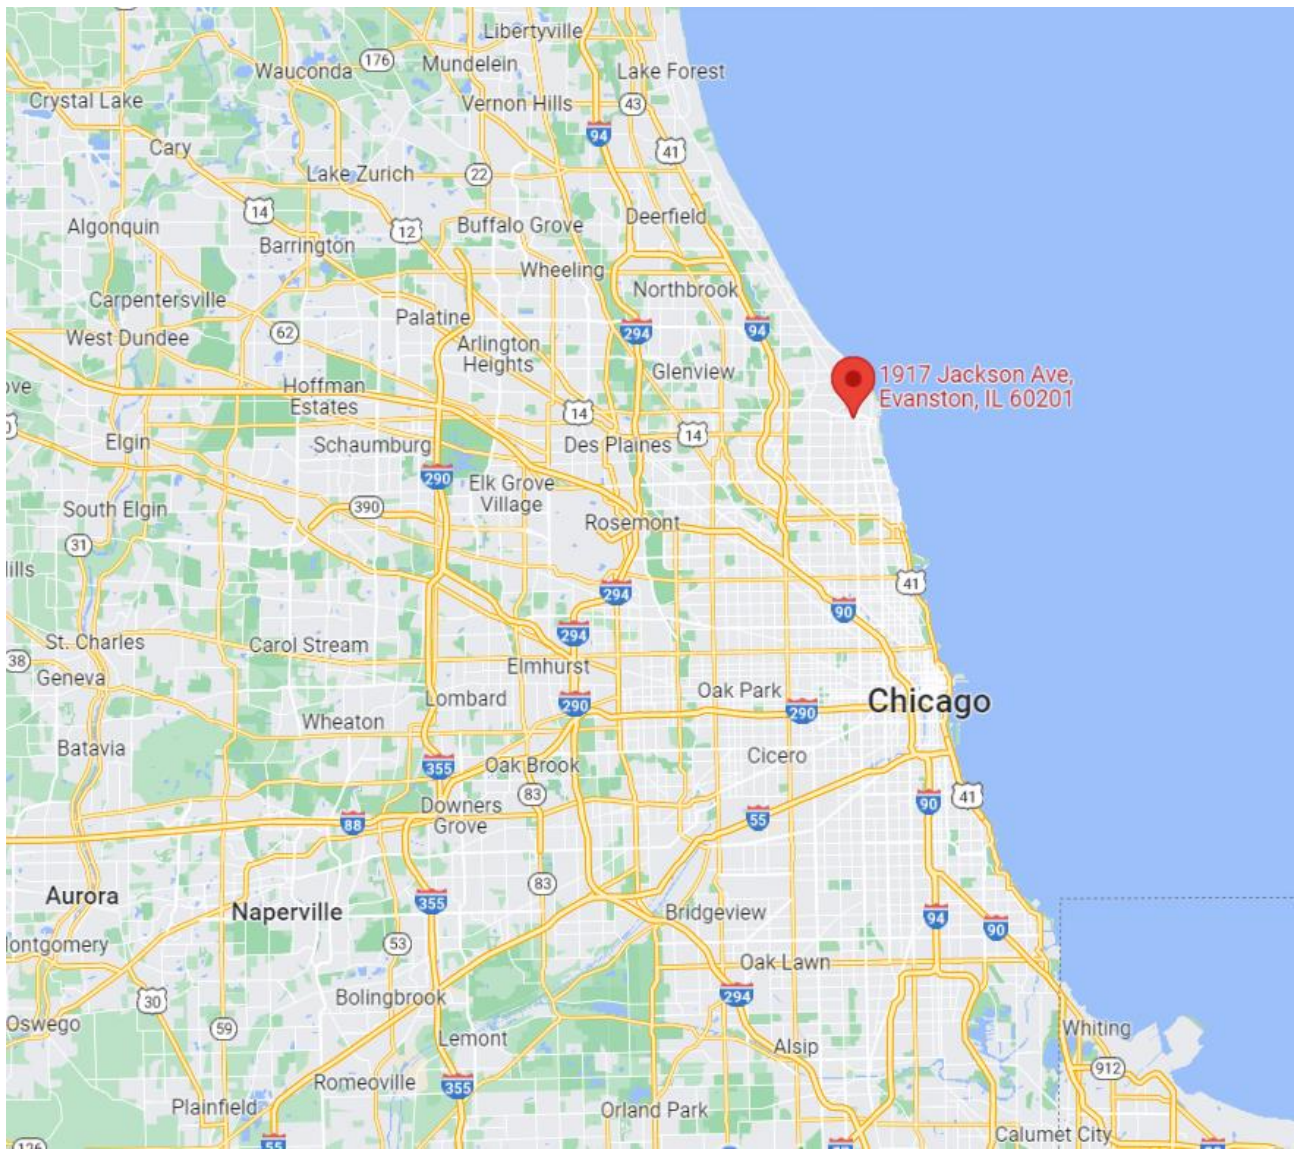 Libertyville
176
Mundelein
Wauconda
Lake Forest
Crystal Lake
Vernon Hills
43
94
Cary
41
Lake Zurich
22
14
Deerfield
Algonquin
12
Buffalo Grove
Barrington
Wheeling
Northbrook
Carpentersville
62
Palatine
294
94
West Dundee
Arlington
Heights
Glenview
1917 Jackson Ave,
Evanston, IL 60201
ove
Hoffman
Estates
14
14
Elgin
Schaumburg
Des Plaines
290
Elk Grove
Village
390
South Elgin
Rosemont
31
ills
41
294
90
294
St. Charles
Carol Stream
38
Elmhurst
Geneva
Oak Park
Lombard
290
290
Chicago
Wheaton
Batavia
Cicero
355
Oak Brook
83
41
90
Downers
Grove
55
88
83
Aurora
355
Naperville
Bridgeview
94
90
ontgomery
53
Oak Lawn
30
Bolingbrook
294
Oswego
59
Whiting
Lemont
Alsip
912
Romeoville
355
Plainfield
Orland Park
Calumet City
55
126